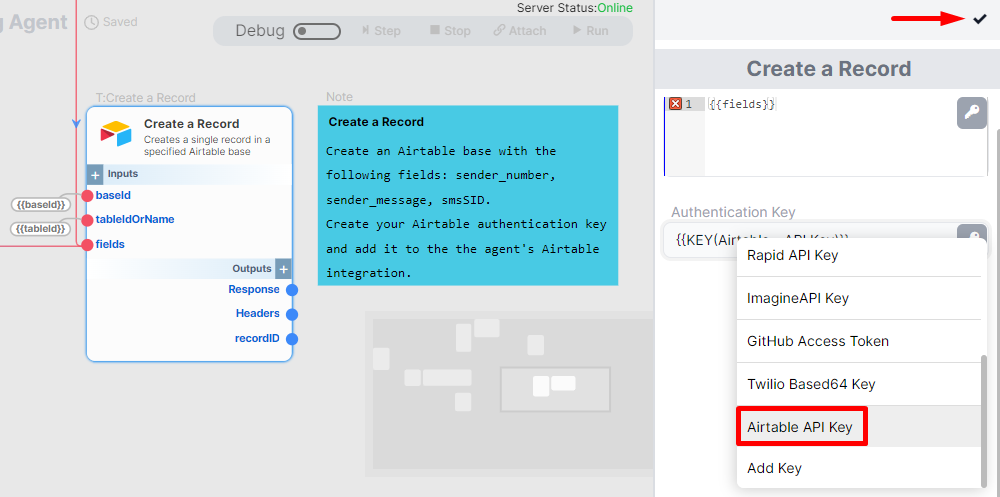 Server Status:Online
g Agent
Saved
Debug
Step
Stop
Attach
Run
T:Create a Record
Create a Record
Creates a single record in a
specified Airtable base
Inputs
baseId
tableIdOrName
fields
{{baseId}}
{{tableId}}
Outputs
Response
Headers
recordID
Note
Create a Record
Create an Airtable base with the
following fields: sender_number,
sender_message, smsSID.
Create your Airtable authentication key
and add it to the the agent's Airtable
integration.
Create a Record
1 {{fields}}
Authentication Key
{{KEY(Airtable - API Key)}}
Rapid API Key
ImagineAPI Key
GitHub Access Token
Twilio Based64 Key
Airtable API Key
Add Key